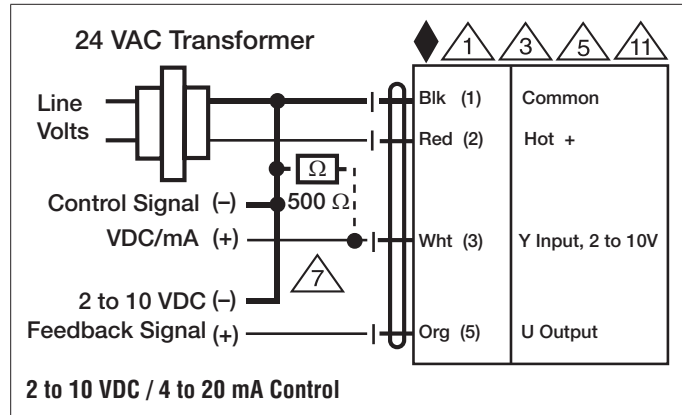 24 VAC Transformer
1 3 5 11
Line
Volts
Blk (1) Common
Red (2) Hot +
Ω
500 Ω
Control Signal (–)
VDC/mA (+)
Wht (3) Y Input, 2 to 10V
7
2 to 10 VDC (–)
Feedback Signal (+)
Org (5) U Output
2 to 10 VDC / 4 to 20 mA Control